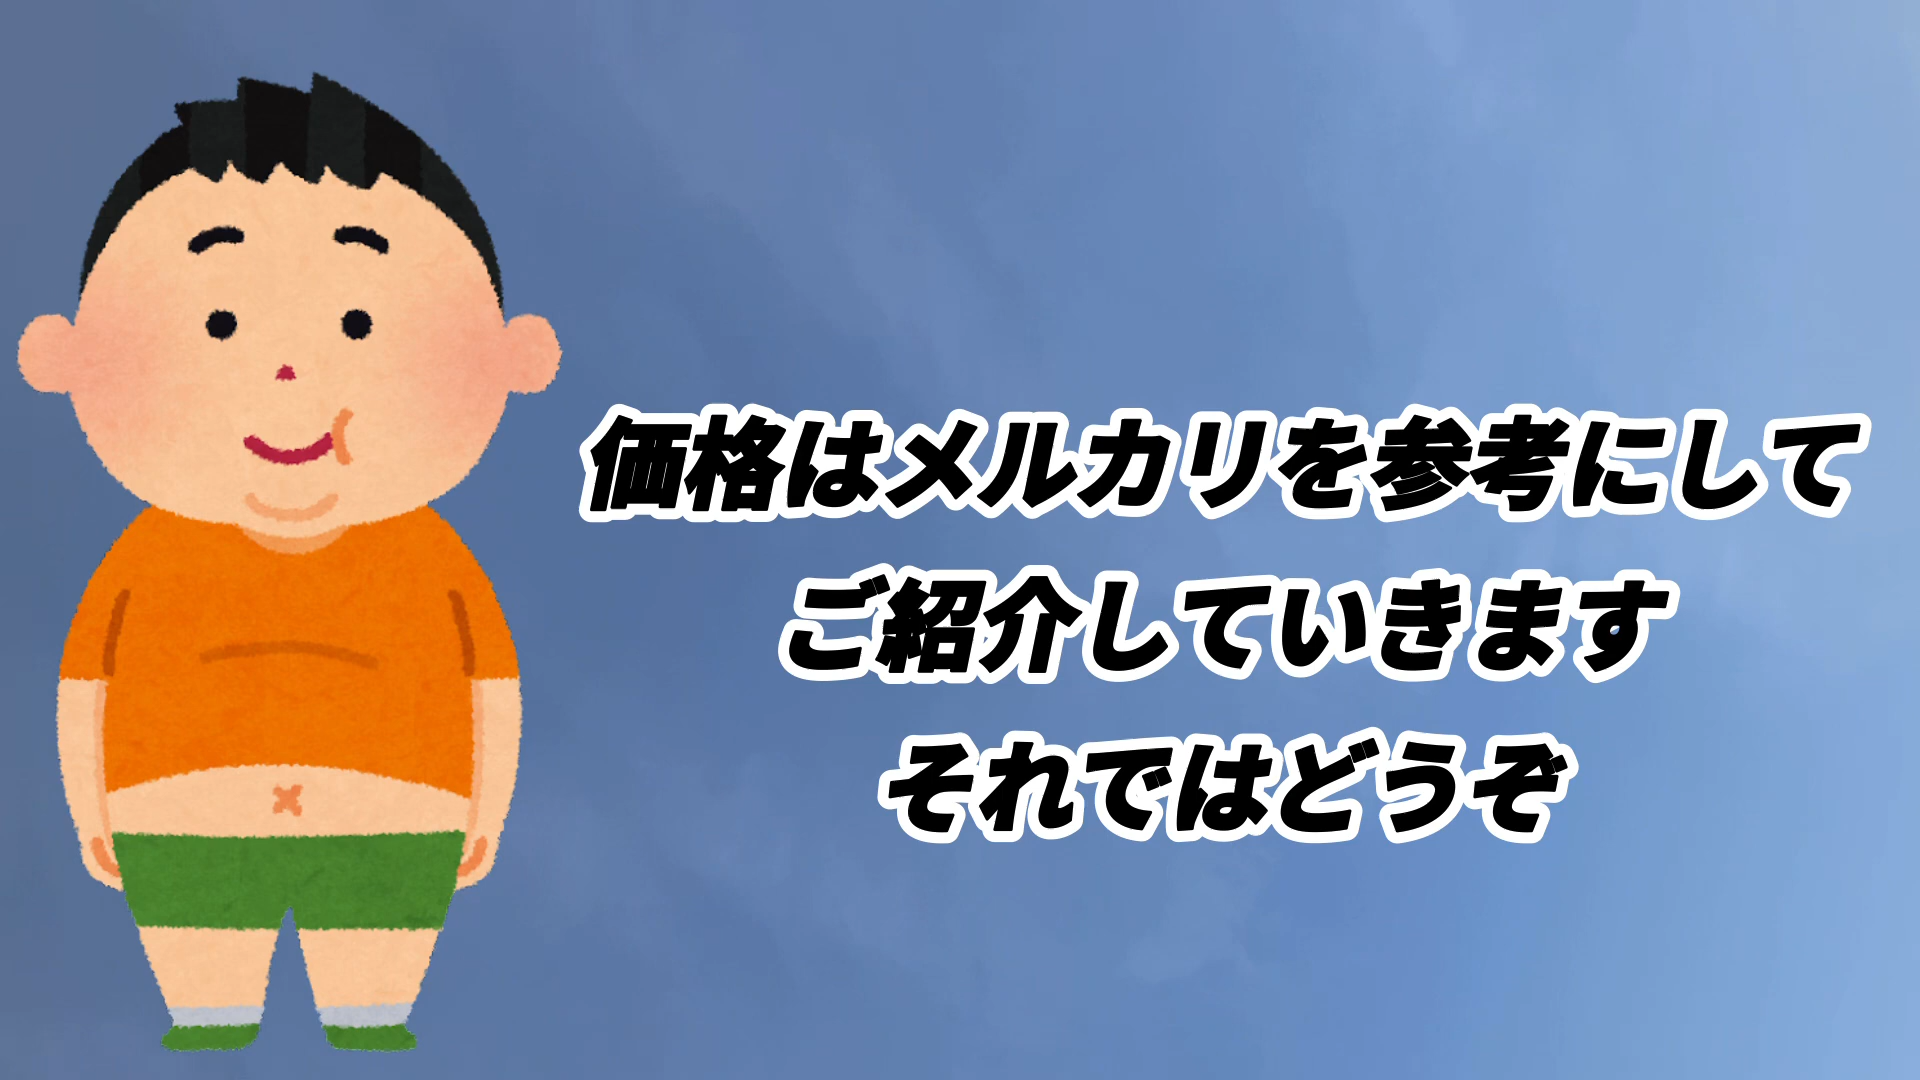 価格はメルカリを参考にして
ご紹介していきます
それではどうぞ